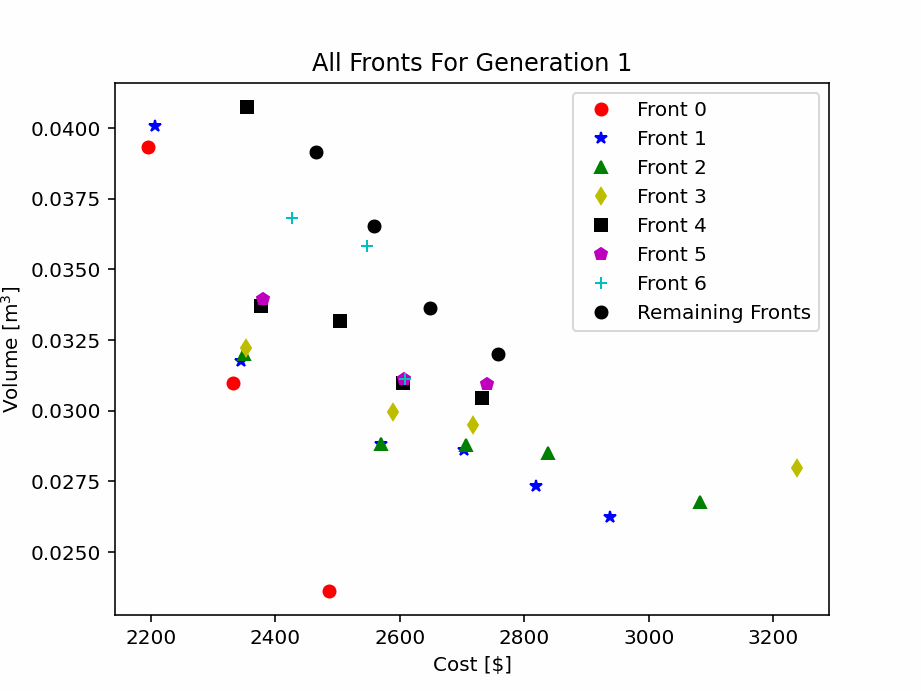 All Fronts For Generation 1
0.0400
0.0375
0.0350
0.0325
0.0300
0.0275
0.0250
Volume [m³]
Front 0
Front 1
Front 2
Front 3
Front 4
Front 5
Front 6
Remaining Fronts
2200 2400 2600 2800 3000 3200
Cost [$]